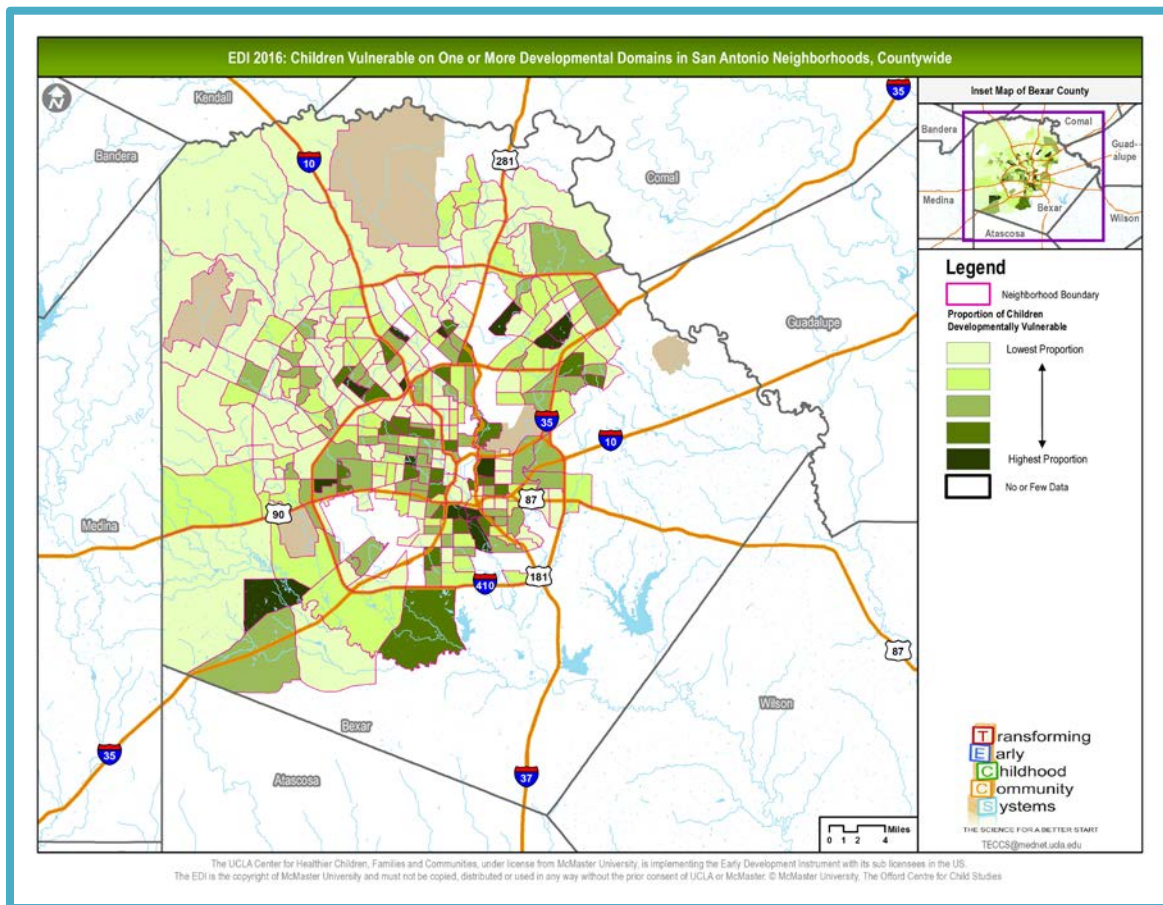 EDI 2016: Children Vulnerable on One or More Developmental Domains in San Antonio Neighborhoods, Countywide
N
Kendall
35
Bandera
10
281
Comal
Guadalupe
35
10
87
90
Medina
181
410
87
Wilson
Bexar
35
Atascosa
37
Miles
0 1 2 4
Inset Map of Bexar County
Bandera
Comal
Guad-
alupe
Medina
Bexar
Wilson
Atascosa
Legend
Neighborhood Boundary
Proportion of Children
Developmentally Vulnerable
Lowest Proportion
Highest Proportion
No or Few Data
Transforming
Early
Childhood
Community
Systems
THE SCIENCE FOR A BETTER START
TECCS@mednet.ucla.edu
The UCLA Center for Healthier Children, Families and Communities, under license from McMaster University, is implementing the Early Development Instrument with its sub licensees in the US.
The EDI is the copyright of McMaster University and must not be copied, distributed or used in any way without the prior consent of UCLA or McMaster. © McMaster University, The Offord Centre for Child Studies